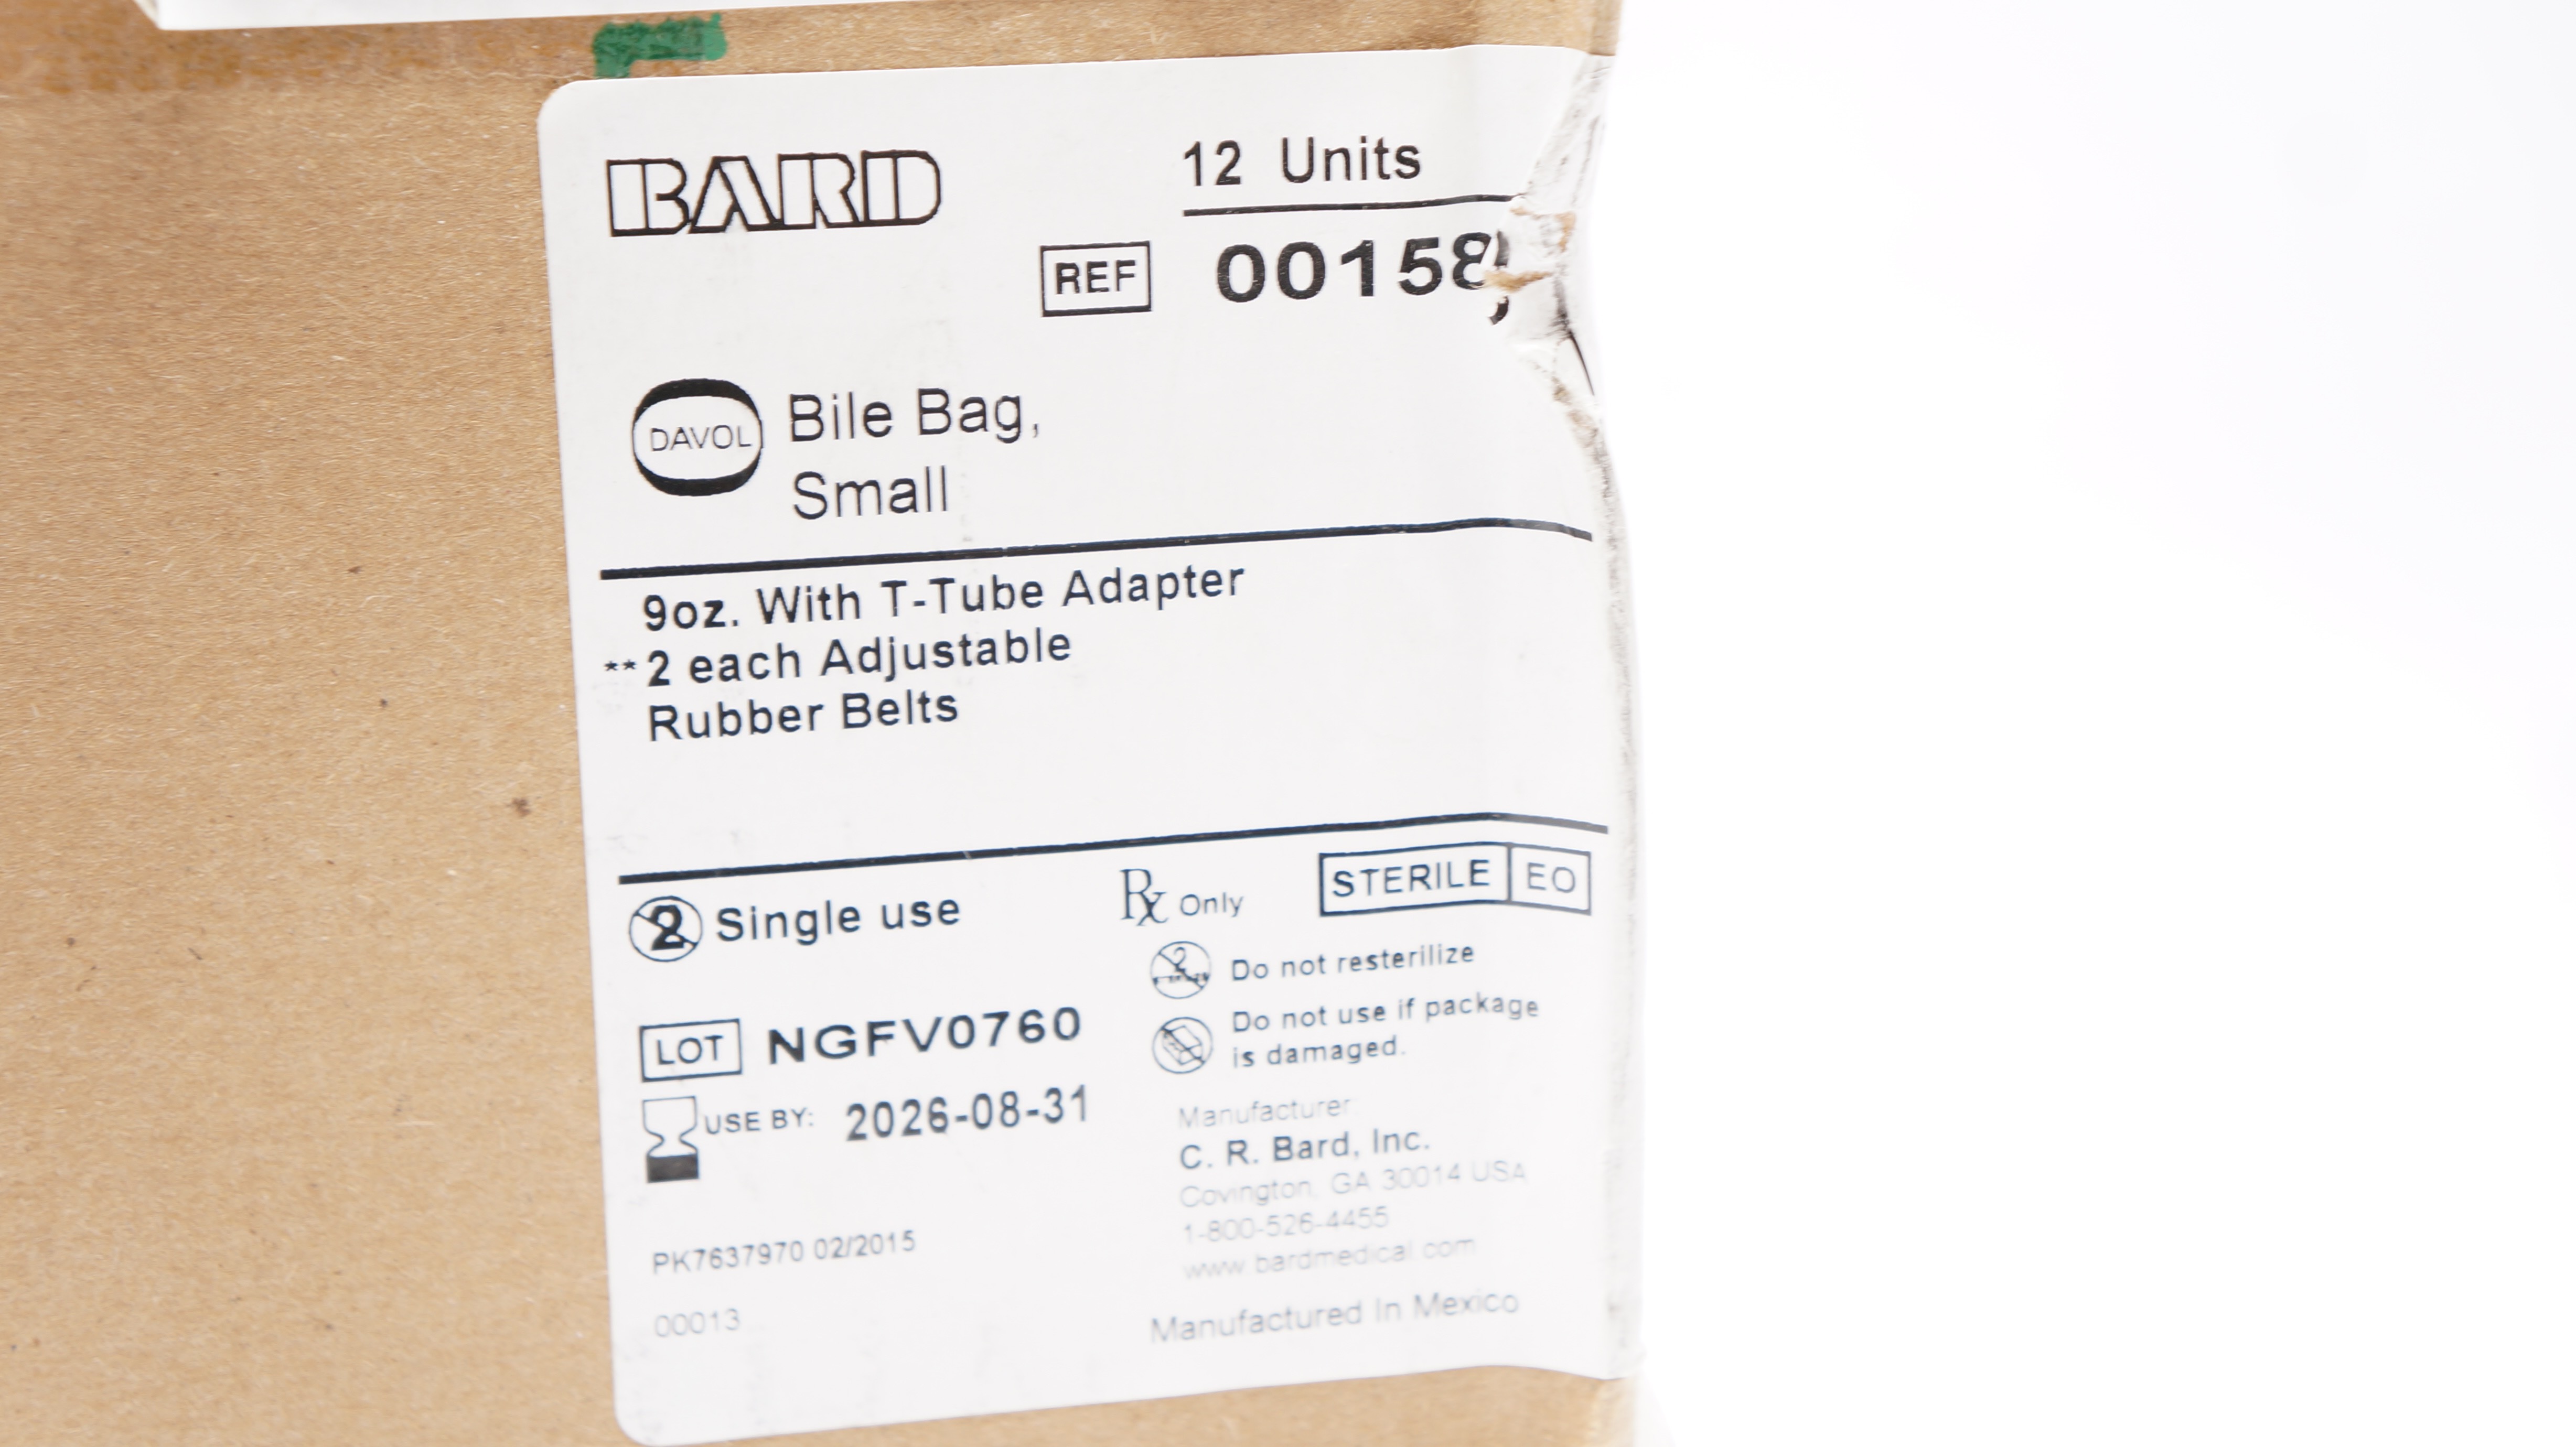 BARD
12 Units
REF 00158
DAVOL
Bile Bag,
Small
9oz. With T-Tube Adapter
**2 each Adjustable
Rubber Belts
2 Single use
Rx Only
STERILE EO
Do not resterilize
Do not use if package
is damaged.
LOT NGFV0760
USE BY: 2026-08-31
Manufacturer
C. R. Bard, Inc.
Covington, GA 30014 USA
1-800-526-4455
www.bardmedical.com
Manufactured In Mexico
PK7637970 02/2015
00013